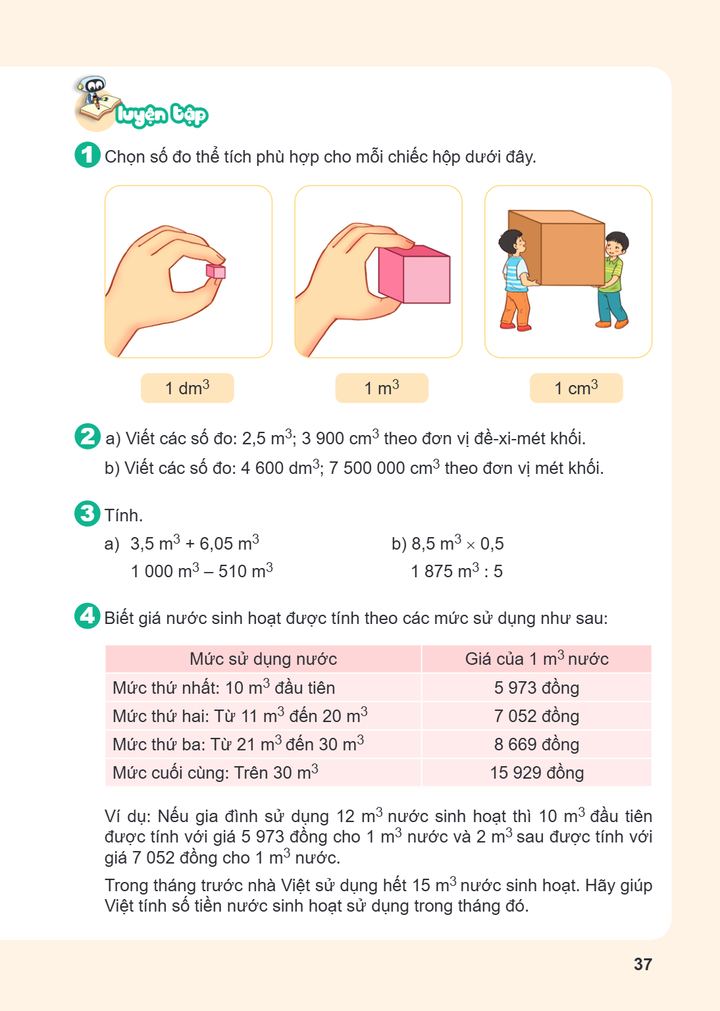 luyện tập
1 Chọn số đo thể tích phù hợp cho mỗi chiếc hộp dưới đây.
1 dm³ 1 m³ 1 cm³
2 a) Viết các số đo: 2,5 m³; 3 900 cm³ theo đơn vị đề-xi-mét khối.
b) Viết các số đo: 4 600 dm³; 7 500 000 cm³ theo đơn vị mét khối.
3 Tính.
a) 3,5 m³ + 6,05 m³ b) 8,5 m³ × 0,5
1 000 m³ – 510 m³ 1 875 m³ : 5
4 Biết giá nước sinh hoạt được tính theo các mức sử dụng như sau:
Mức sử dụng nước Giá của 1 m³ nước
Mức thứ nhất: 10 m³ đầu tiên 5 973 đồng
Mức thứ hai: Từ 11 m³ đến 20 m³ 7 052 đồng
Mức thứ ba: Từ 21 m³ đến 30 m³ 8 669 đồng
Mức cuối cùng: Trên 30 m³ 15 929 đồng
Ví dụ: Nếu gia đình sử dụng 12 m³ nước sinh hoạt thì 10 m³ đầu tiên
được tính với giá 5 973 đồng cho 1 m³ nước và 2 m³ sau được tính với
giá 7 052 đồng cho 1 m³ nước.
Trong tháng trước nhà Việt sử dụng hết 15 m³ nước sinh hoạt. Hãy giúp
Việt tính số tiền nước sinh hoạt sử dụng trong tháng đó.
37